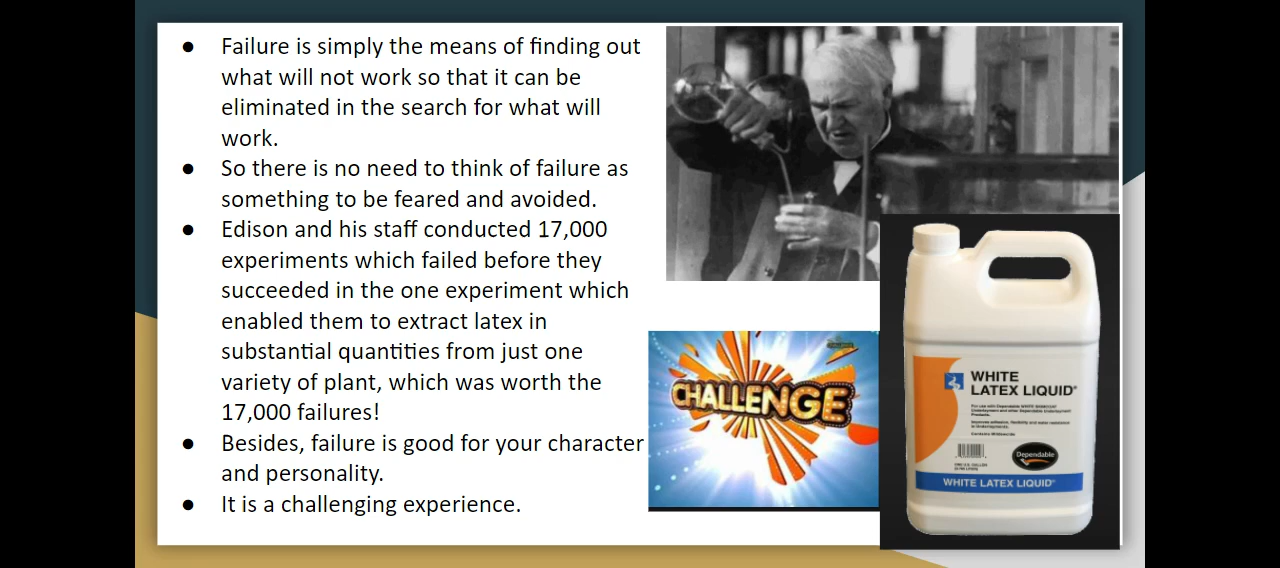 ● Failure is simply the means of finding out
what will not work so that it can be
eliminated in the search for what will
work.
● So there is no need to think of failure as
something to be feared and avoided.
● Edison and his staff conducted 17,000
experiments which failed before they
succeeded in the one experiment which
enabled them to extract latex in
substantial quantities from just one
variety of plant, which was worth the
17,000 failures!
● Besides, failure is good for your character
and personality.
● It is a challenging experience.
CHALLENGE
WHITE
LATEX LIQUID®
Dependable
WHITE LATEX LIQUID®